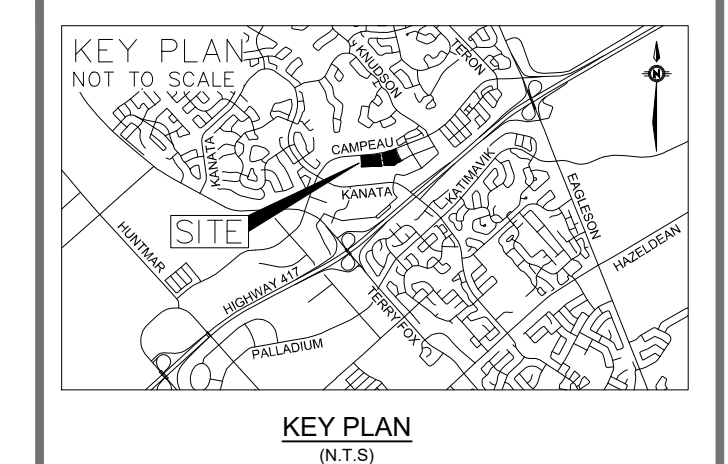 KEY PLAN
NOT TO SCALE
KNUDSON
TERON
N
CAMPEAU
KANATA
KANATA
KATIMAVIK
EAGLESON
SITE
HUNTMAR
HAZELDEAN
HIGHWAY 417
TERRY FOX
PALLADIUM
KEY PLAN
(N.T.S)